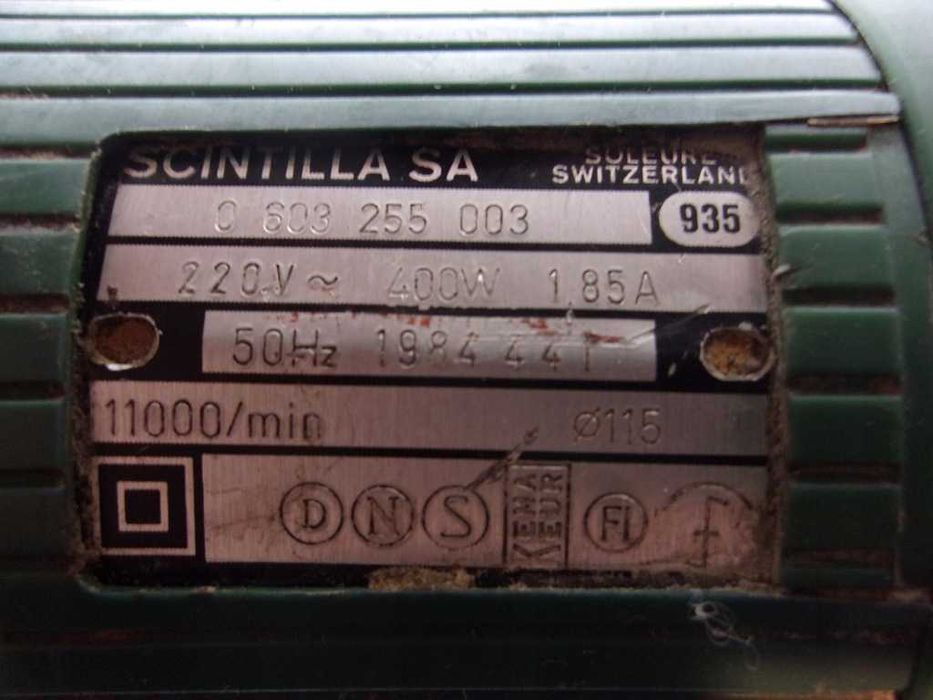 SCINTILLA SA SOLEURE SWITZERLAND
0 603 255 003 935
220V ~ 400W 1,85A
50Hz 1984 441
11000/min Ø115
D N S KEMA KEUR FI F